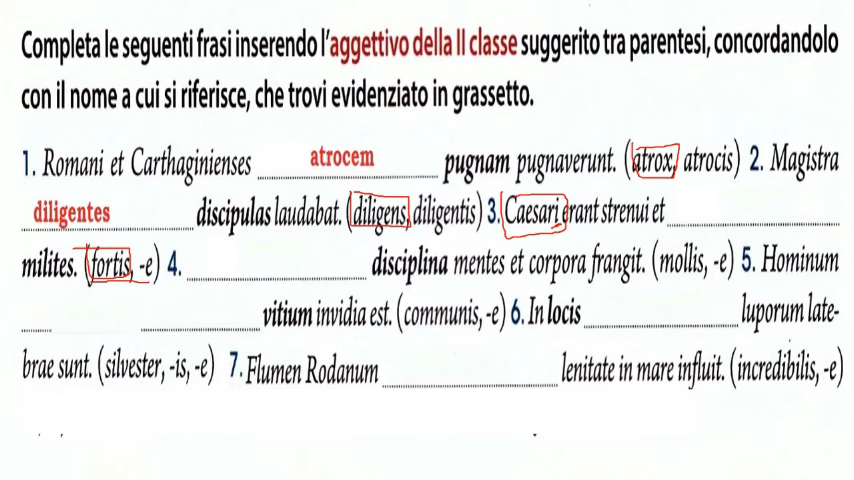 Completa le seguenti frasi inserendo l'aggettivo della II classe suggerito tra parentesi, concordandolo
con il nome a cui si riferisce, che trovi evidenziato in grassetto.
1. Romani et Carthaginienses atrocem pugnam pugnaverunt. (atrox, atrocis) 2. Magistra
diligentes discipulas laudabat. (diligens, diligentis) 3. Caesari erant strenui et
milites. (fortis, -e) 4. disciplina mentes et corpora frangit. (mollis, -e) 5. Hominum
vitium invidia est. (communis, -e) 6. In locis luporum late-
brae sunt. (silvester, -is, -e) 7. Flumen Rodanum lenitate in mare influit. (incredibilis, -e)